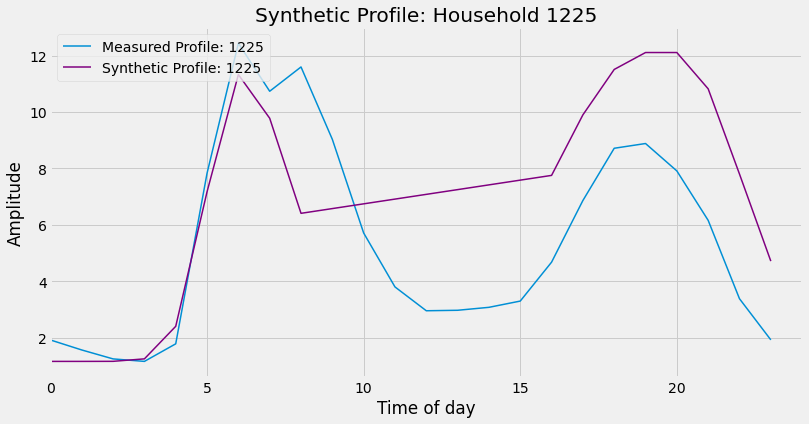 Synthetic Profile: Household 1225
Measured Profile: 1225
Synthetic Profile: 1225
12
10
8
6
4
2
Amplitude
0 5 10 15 20
Time of day